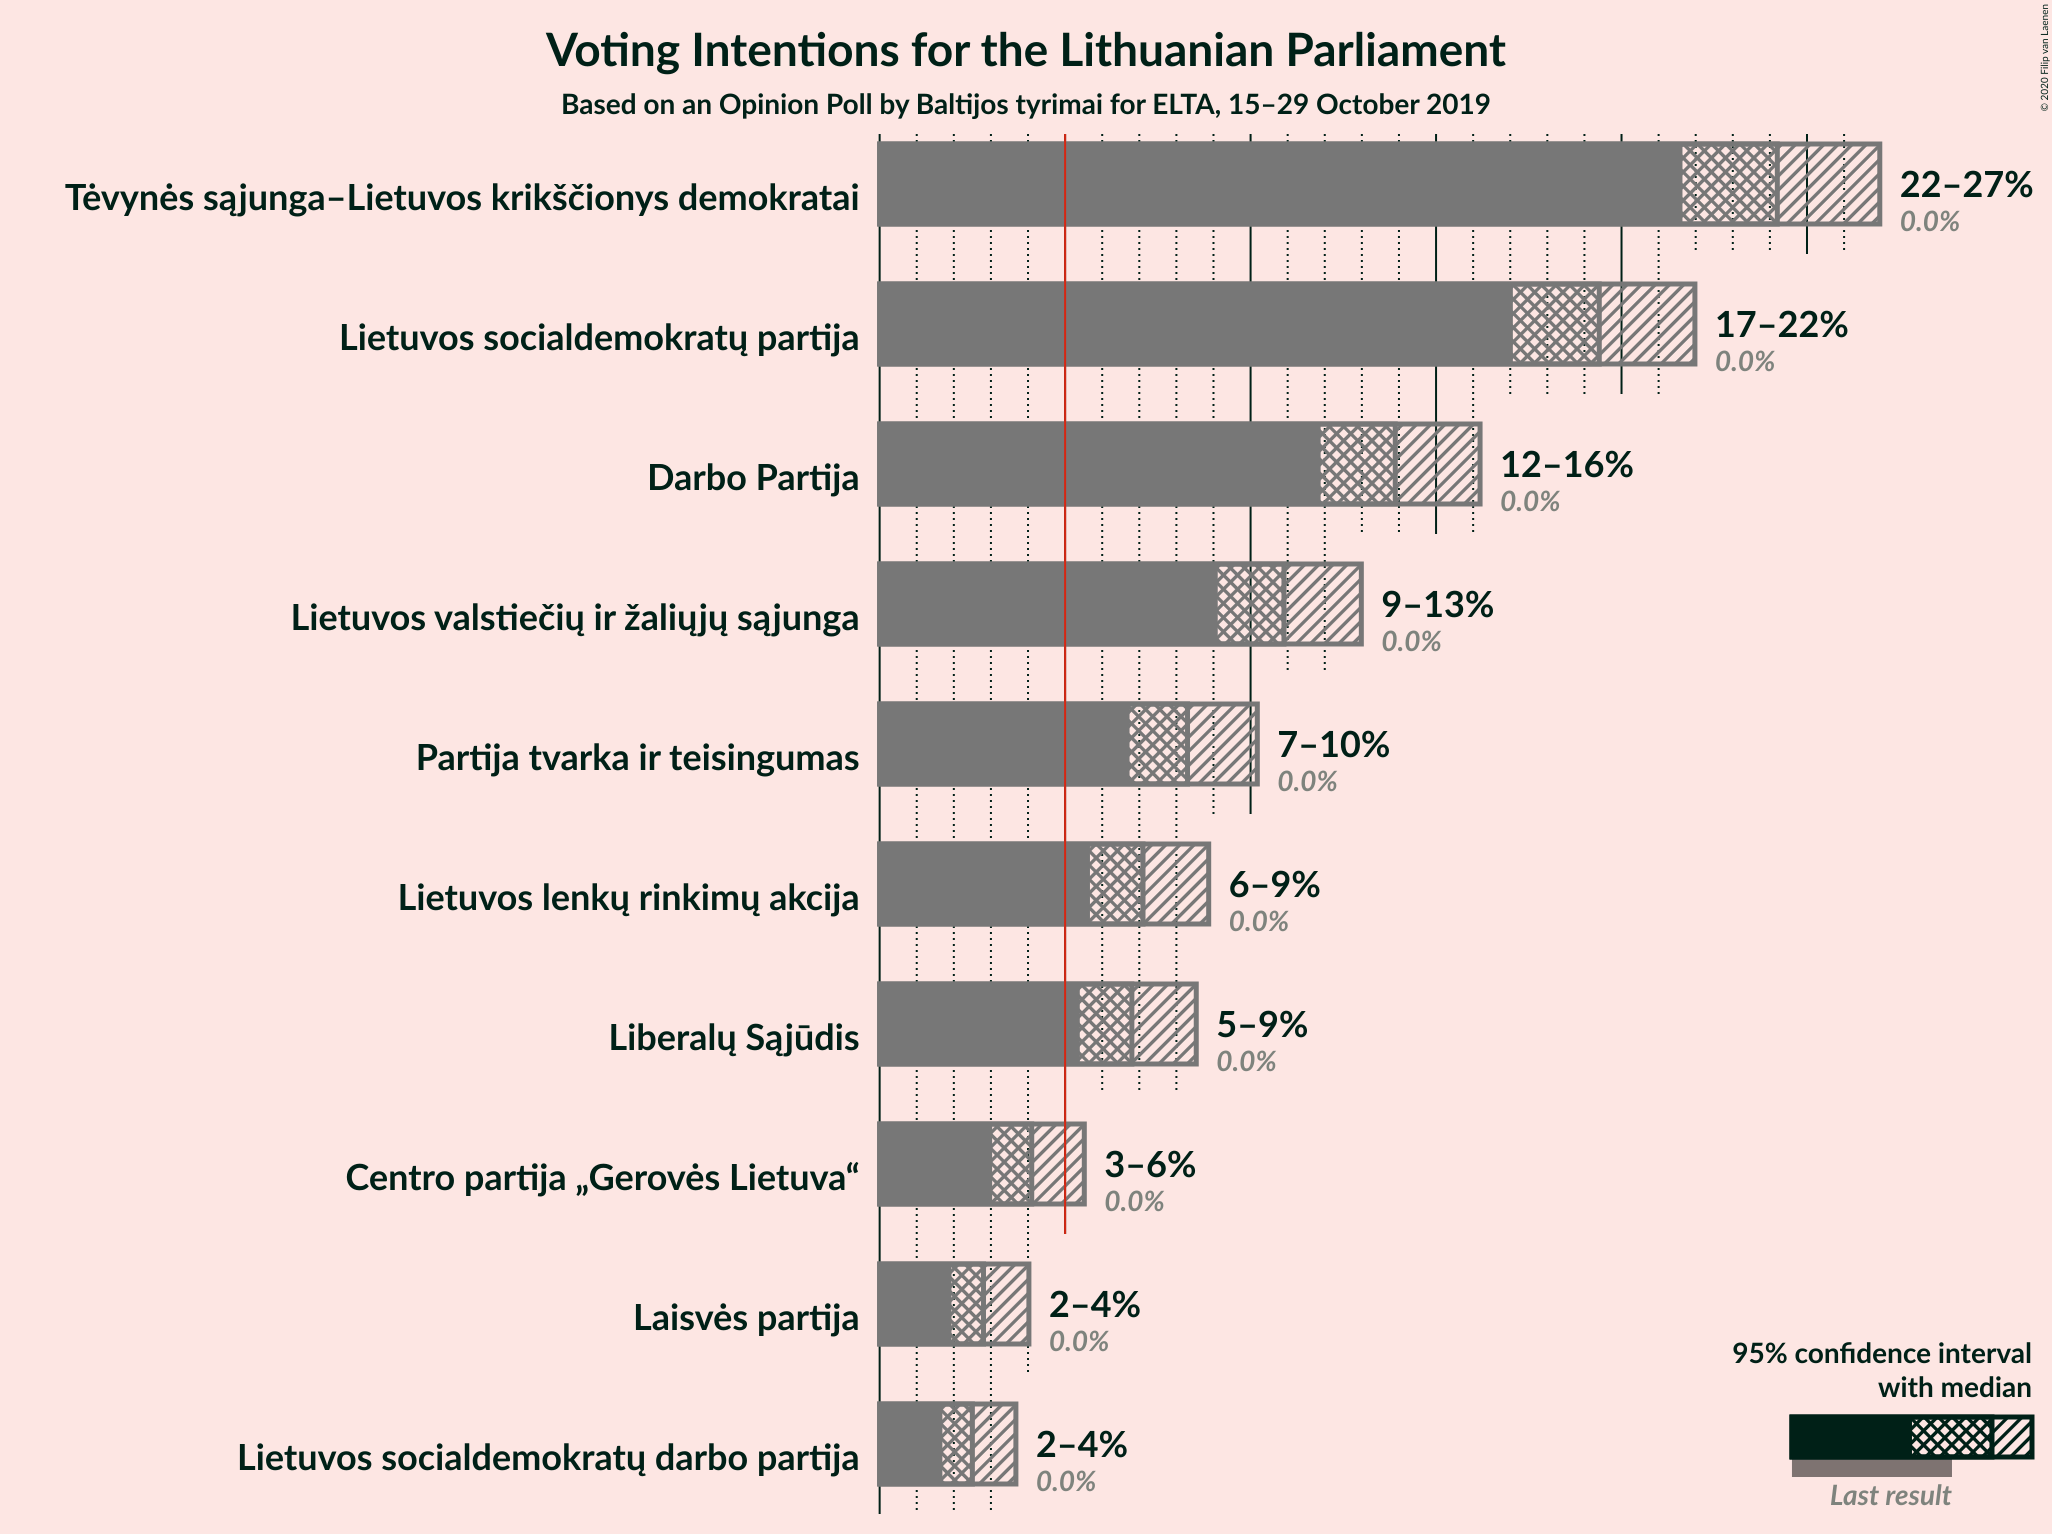 Voting Intentions for the Lithuanian Parliament
Based on an Opinion Poll by Baltijos tyrimai for ELTA, 15–29 October 2019
© 2020 Filip van Laenen
Tėvynės sąjunga–Lietuvos krikščionys demokratai
22–27%
0.0%
Lietuvos socialdemokratų partija
17–22%
0.0%
Darbo Partija
12–16%
0.0%
Lietuvos valstiečių ir žaliųjų sąjunga
9–13%
0.0%
Partija tvarka ir teisingumas
7–10%
0.0%
Lietuvos lenkų rinkimų akcija
6–9%
0.0%
Liberalų Sąjūdis
5–9%
0.0%
Centro partija „Gerovės Lietuva“
3–6%
0.0%
Laisvės partija
2–4%
0.0%
Lietuvos socialdemokratų darbo partija
2–4%
0.0%
95% confidence interval
with median
Last result